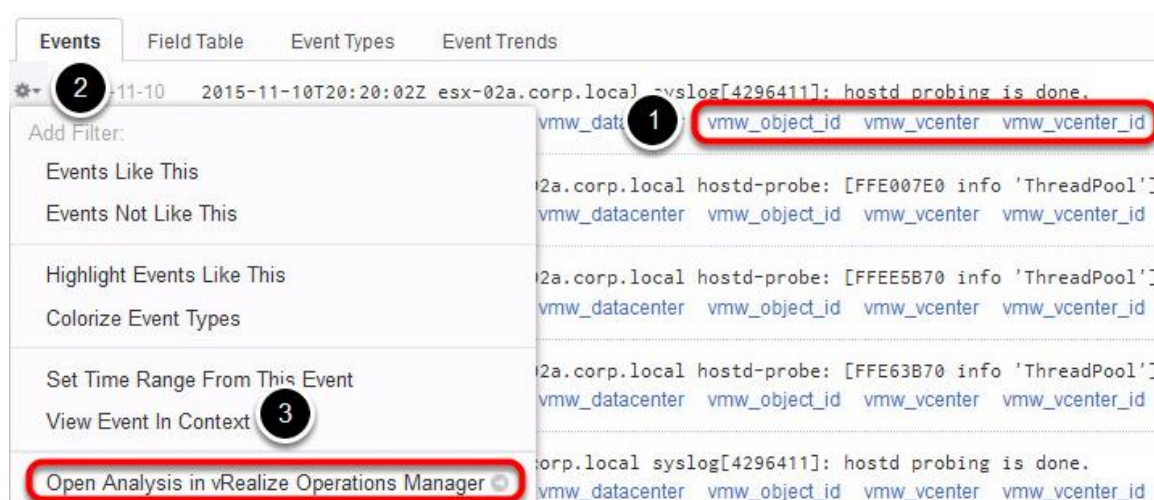 Events Field Table Event Types Event Trends
2 -11-10 2015-11-10T20:20:02Z esx-02a.corp.local syslog[4296411]: hostd probing is done.
Add Filter: 1 vmw_object_id vmw_vcenter vmw_vcenter_id
Events Like This
2a.corp.local hostd-probe: [FFE007E0 info 'ThreadPool']
Events Not Like This
vmw_datacenter vmw_object_id vmw_vcenter vmw_vcenter_id
Highlight Events Like This
2a.corp.local hostd-probe: [FFEE5B70 info 'ThreadPool']
Colorize Event Types
vmw_datacenter vmw_object_id vmw_vcenter vmw_vcenter_id
Set Time Range From This Event
2a.corp.local hostd-probe: [FFE63B70 info 'ThreadPool']
View Event In Context 3
vmw_datacenter vmw_object_id vmw_vcenter vmw_vcenter_id
orp.local syslog[4296411]: hostd probing is done.
Open Analysis in vRealize Operations Manager
vmw_datacenter vmw_object_id vmw_vcenter vmw_vcenter_id